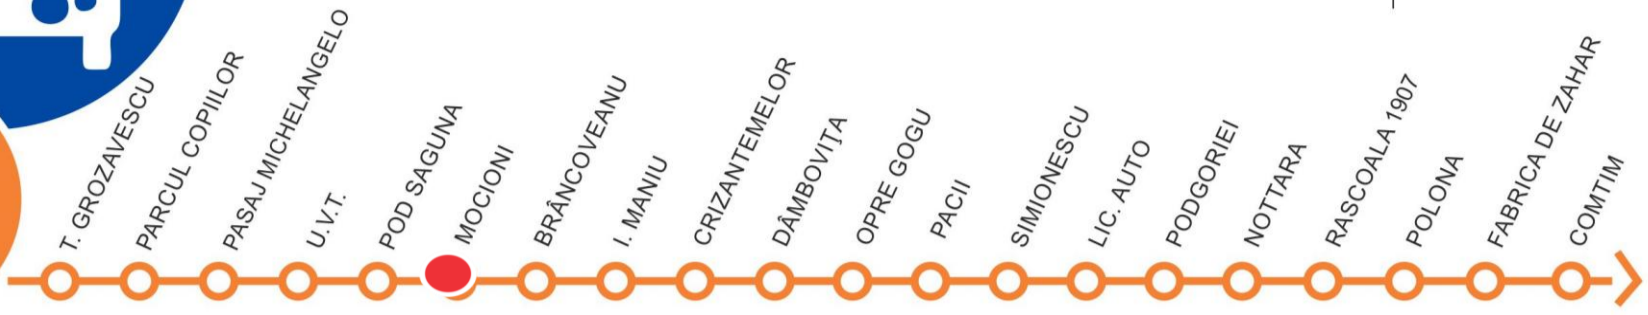 T. GROZAVESCU
PARCUL COPIILOR
PASAJ MICHELANGELO
U.V.T.
POD SAGUNA
MOCIONI
BRÂNCOVEANU
I. MANIU
CRIZANTEMELOR
DÂMBOVIŢA
OPRE GOGU
PACII
SIMIONESCU
LIC. AUTO
PODGORIEI
NOTTARA
RASCOALA 1907
POLONA
FABRICA DE ZAHAR
COMTIM